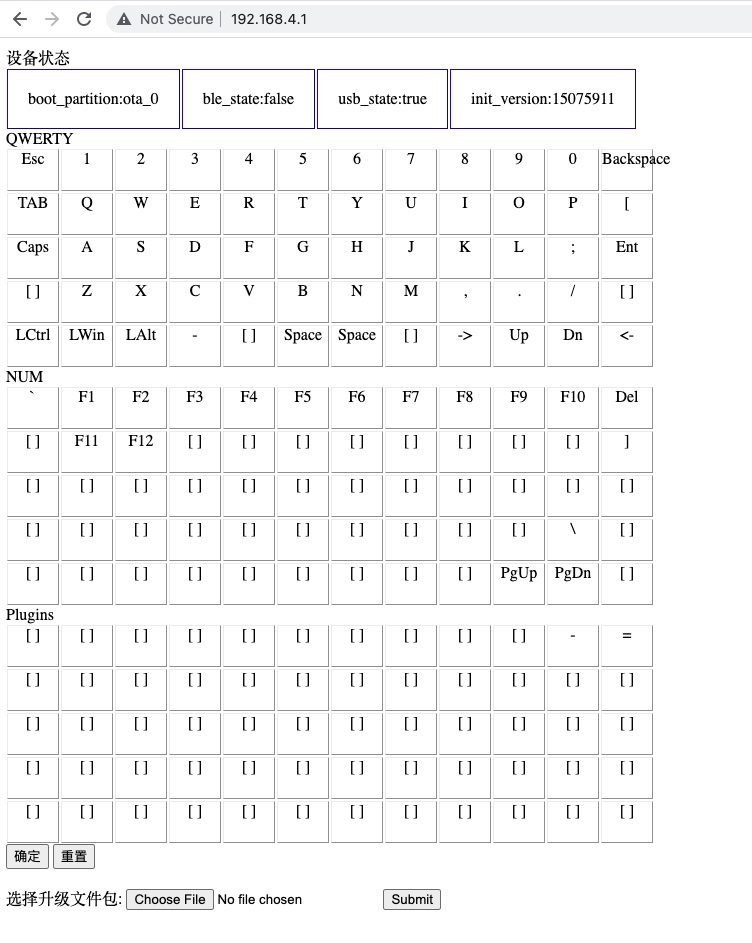 Not Secure | 192.168.4.1
设备状态
boot_partition:ota_0 ble_state:false usb_state:true init_version:15075911
QWERTY
Esc 1 2 3 4 5 6 7 8 9 0 Backspace
TAB Q W E R T Y U I O P [
Caps A S D F G H J K L ; Ent
[ ] Z X C V B N M , . / [ ]
LCtrl LWin LAlt - [ ] Space Space [ ] -> Up Dn <-
NUM
` F1 F2 F3 F4 F5 F6 F7 F8 F9 F10 Del
[ ] F11 F12 [ ] [ ] [ ] [ ] [ ] [ ] [ ] [ ] ]
[ ] [ ] [ ] [ ] [ ] [ ] [ ] [ ] [ ] [ ] [ ] [ ]
[ ] [ ] [ ] [ ] [ ] [ ] [ ] [ ] [ ] [ ] \ [ ]
[ ] [ ] [ ] [ ] [ ] [ ] [ ] [ ] [ ] PgUp PgDn [ ]
Plugins
[ ] [ ] [ ] [ ] [ ] [ ] [ ] [ ] [ ] [ ] - =
[ ] [ ] [ ] [ ] [ ] [ ] [ ] [ ] [ ] [ ] [ ] [ ]
[ ] [ ] [ ] [ ] [ ] [ ] [ ] [ ] [ ] [ ] [ ] [ ]
[ ] [ ] [ ] [ ] [ ] [ ] [ ] [ ] [ ] [ ] [ ] [ ]
[ ] [ ] [ ] [ ] [ ] [ ] [ ] [ ] [ ] [ ] [ ] [ ]
确定 重置
选择升级文件包: Choose File No file chosen Submit